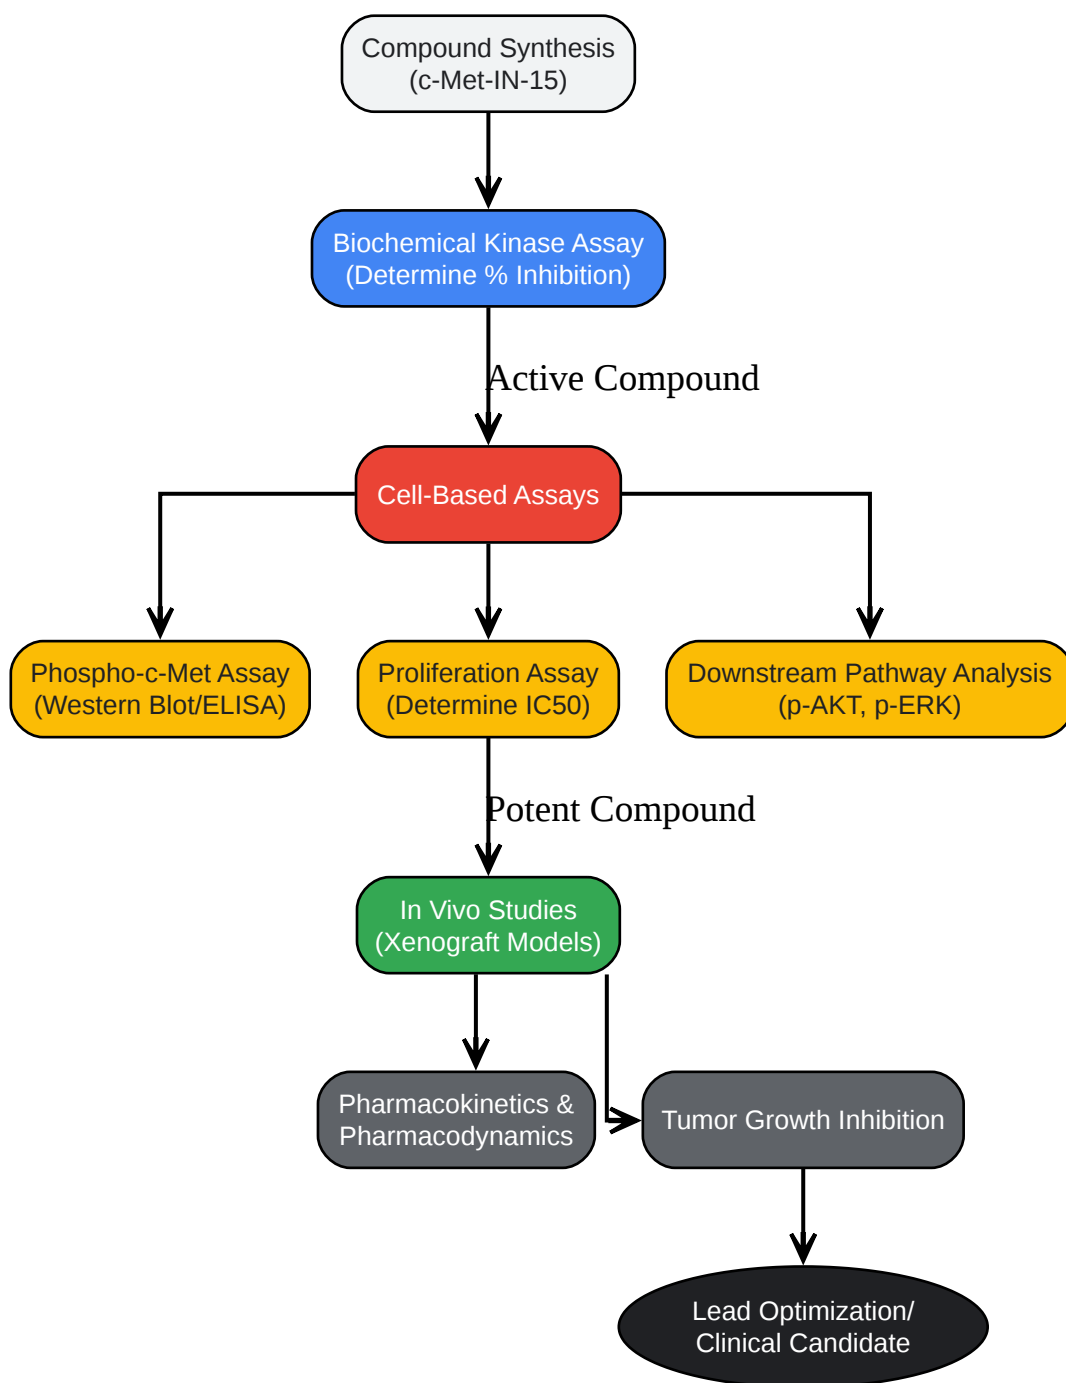 Compound Synthesis
(c-Met-IN-15)
Biochemical Kinase Assay
(Determine % Inhibition)
Active Compound
Cell-Based Assays
Phospho-c-Met Assay
(Western Blot/ELISA)
Proliferation Assay
(Determine IC50)
Downstream Pathway Analysis
(p-AKT, p-ERK)
Potent Compound
In Vivo Studies
(Xenograft Models)
Pharmacokinetics &
Pharmacodynamics
Tumor Growth Inhibition
Lead Optimization/
Clinical Candidate